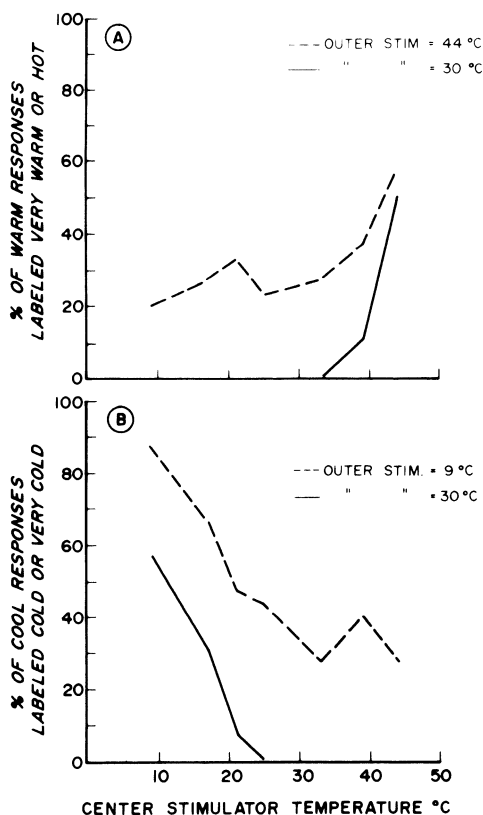 100
A
--- OUTER STIM = 44 °C
— " " = 30 °C
80
60
40
20
0
% OF WARM RESPONSES
LABELED VERY WARM OR HOT
100
B
--- OUTER STIM. = 9 °C
— " " = 30 °C
80
60
40
20
0
% OF COOL RESPONSES
LABELED COLD OR VERY COLD
10 20 30 40 50
CENTER STIMULATOR TEMPERATURE °C